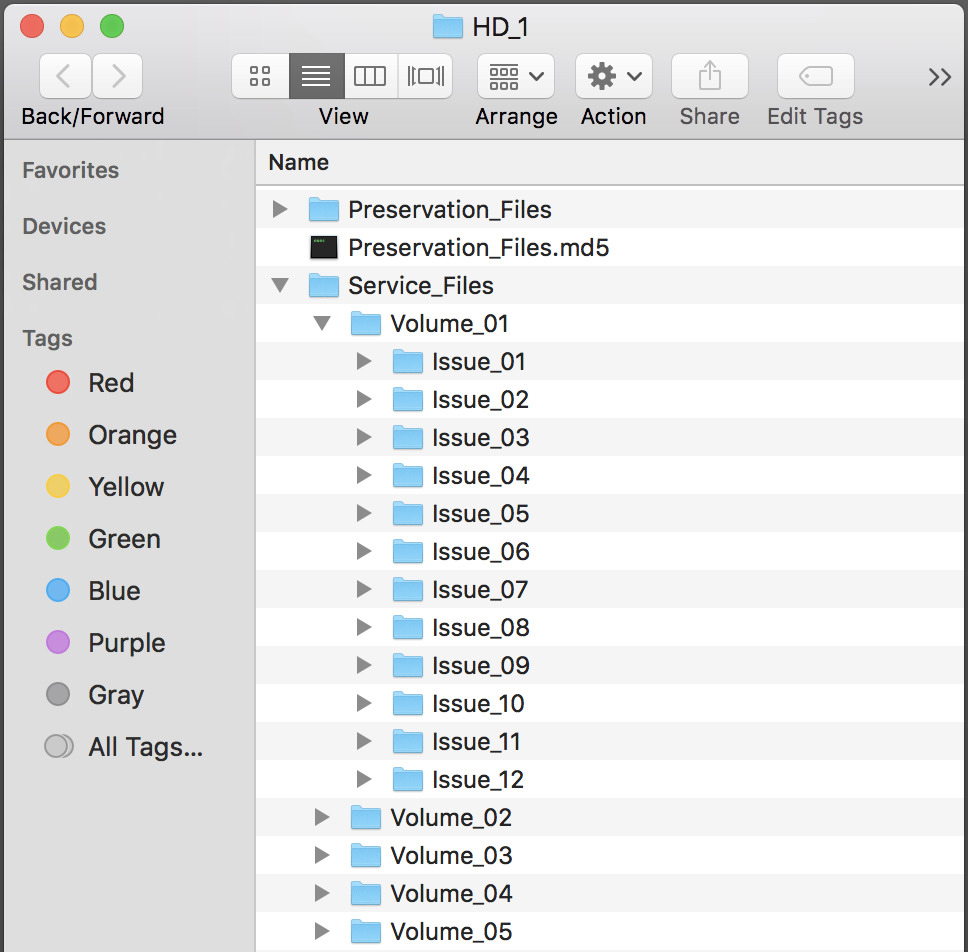 HD_1
Back/Forward View Arrange Action Share Edit Tags
Favorites
Devices
Shared
Tags
Red
Orange
Yellow
Green
Blue
Purple
Gray
All Tags...
Name
Preservation_Files
Preservation_Files.md5
Service_Files
Volume_01
Issue_01
Issue_02
Issue_03
Issue_04
Issue_05
Issue_06
Issue_07
Issue_08
Issue_09
Issue_10
Issue_11
Issue_12
Volume_02
Volume_03
Volume_04
Volume_05